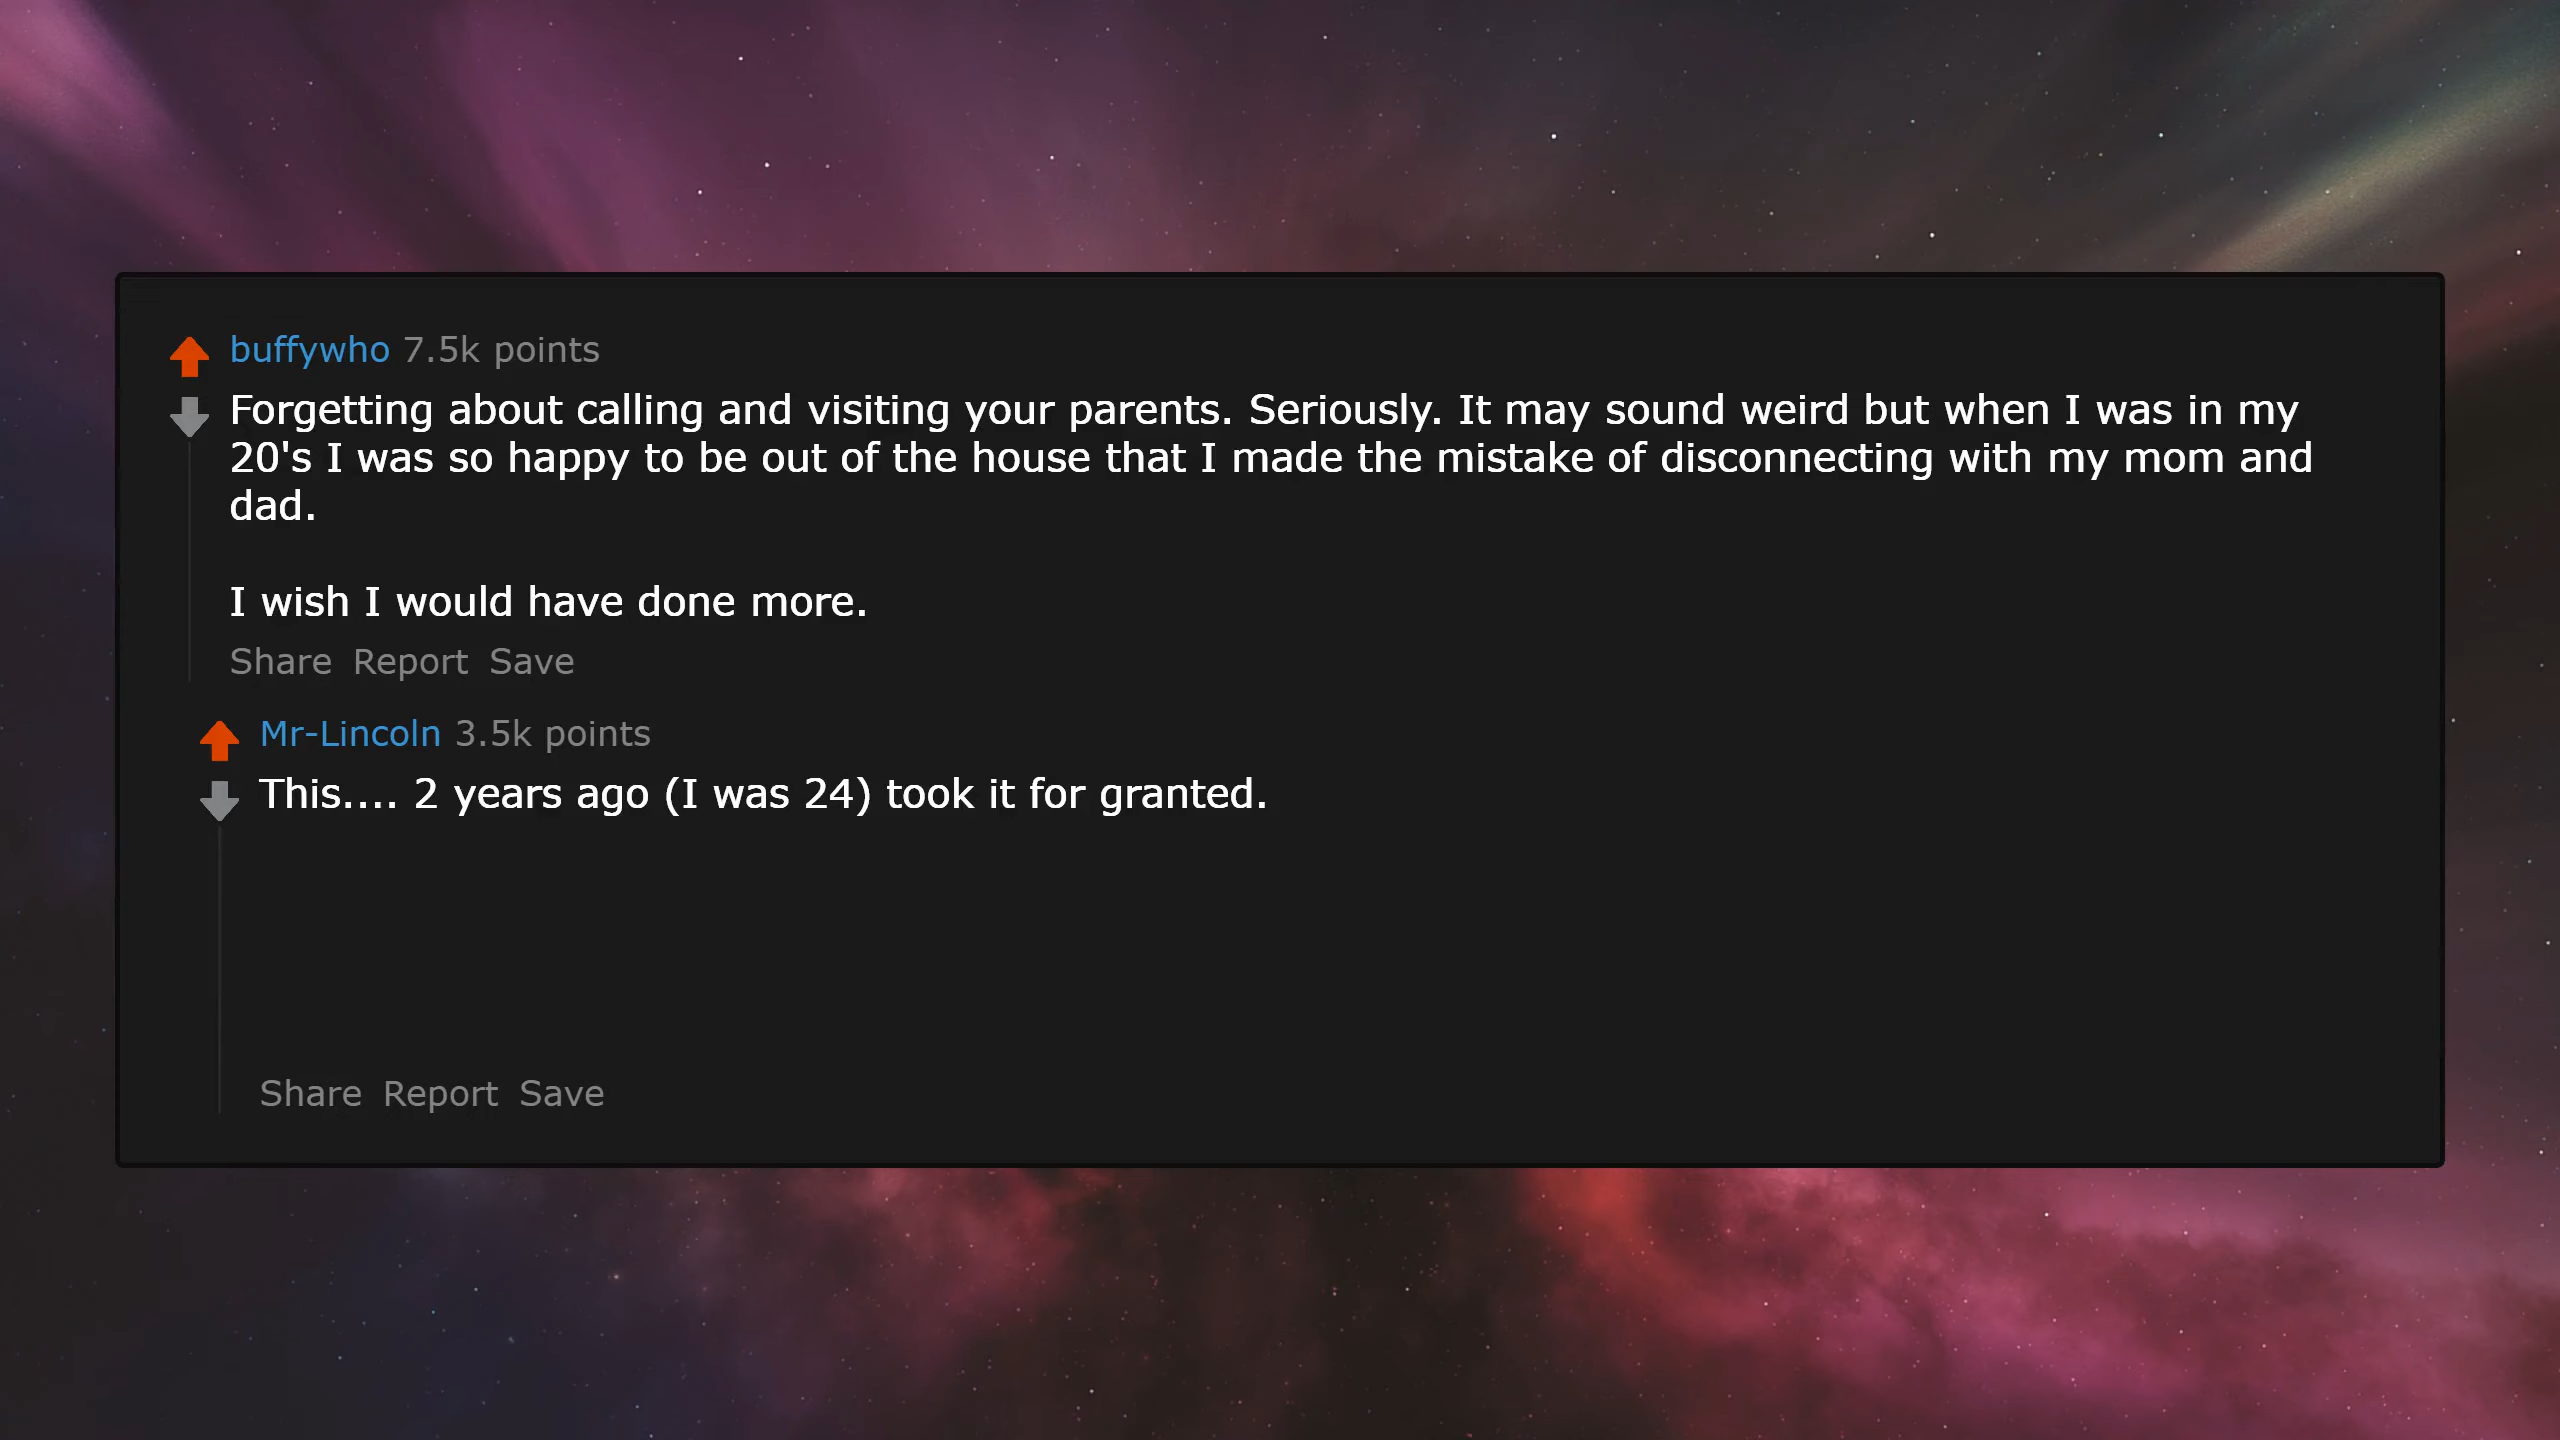 buffywho 7.5k points
Forgetting about calling and visiting your parents. Seriously. It may sound weird but when I was in my
20's I was so happy to be out of the house that I made the mistake of disconnecting with my mom and
dad.
I wish I would have done more.
Share Report Save
Mr-Lincoln 3.5k points
This.... 2 years ago (I was 24) took it for granted.
Share Report Save